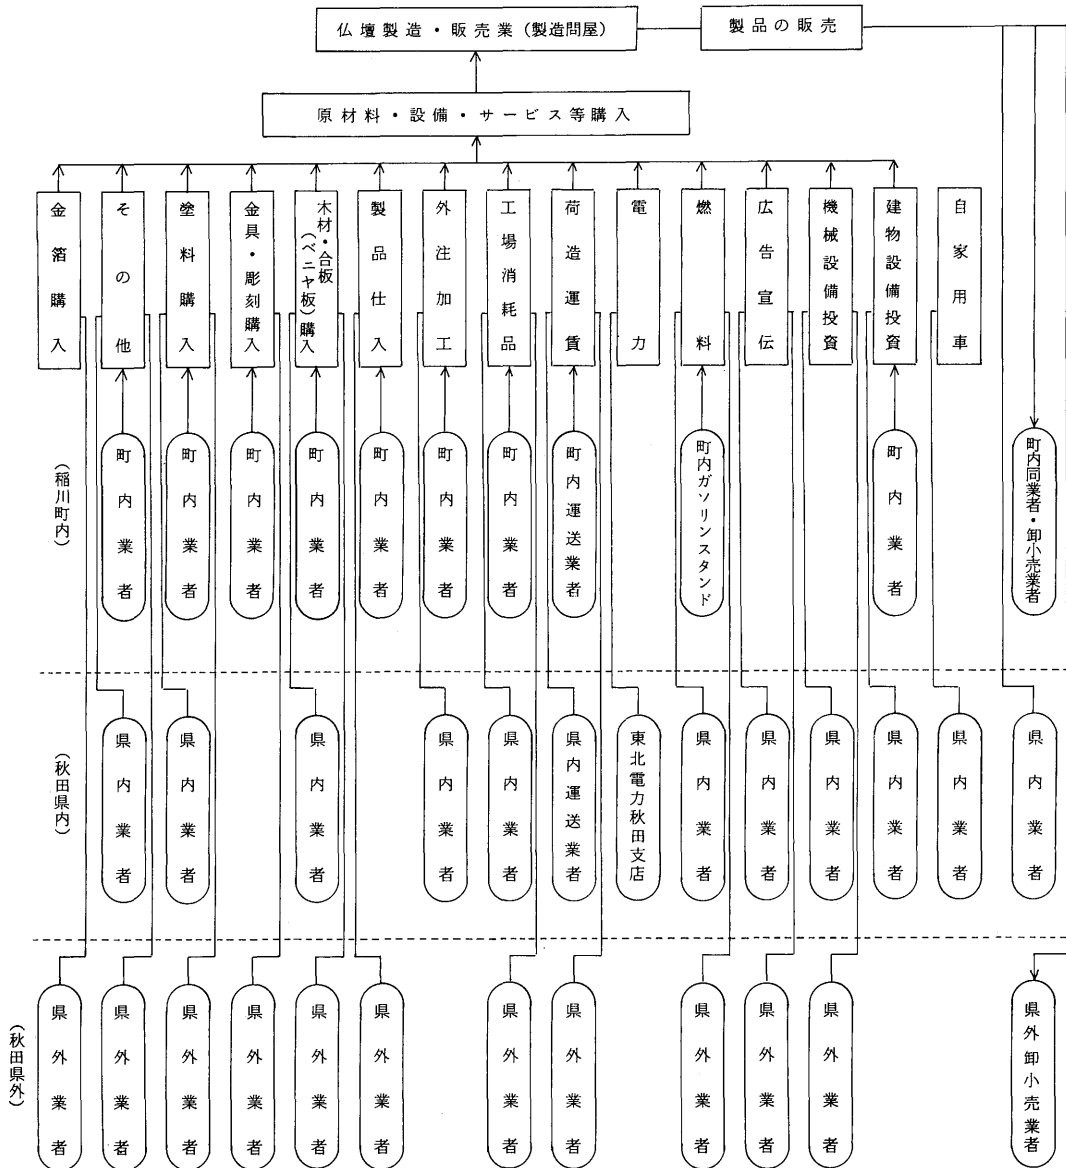 仏壇製造・販売業(製造問屋)
製品の販売
原材料・設備・サービス等購入
金箔購入
その他
塗料購入
金具・彫刻購入
木材・合板
(ベニヤ板)購入
製品仕入
外注加工
工場消耗品
荷造運賃
電力
燃料
広告宣伝
機械設備投資
建物設備投資
自家用車
(稲川町内)
町内業者
町内業者
町内業者
町内業者
町内業者
町内業者
町内業者
町内運送業者
町内ガソリンスタンド
町内業者
町内同業者・卸小売業者
(秋田県内)
県内業者
県内業者
県内業者
県内業者
県内業者
県内運送業者
東北電力秋田支店
県内業者
県内業者
県内業者
県内業者
県内業者
県内業者
(秋田県外)
県外業者
県外業者
県外業者
県外業者
県外業者
県外業者
県外業者
県外業者
県外業者
県外業者
県外業者
県外卸小売業者